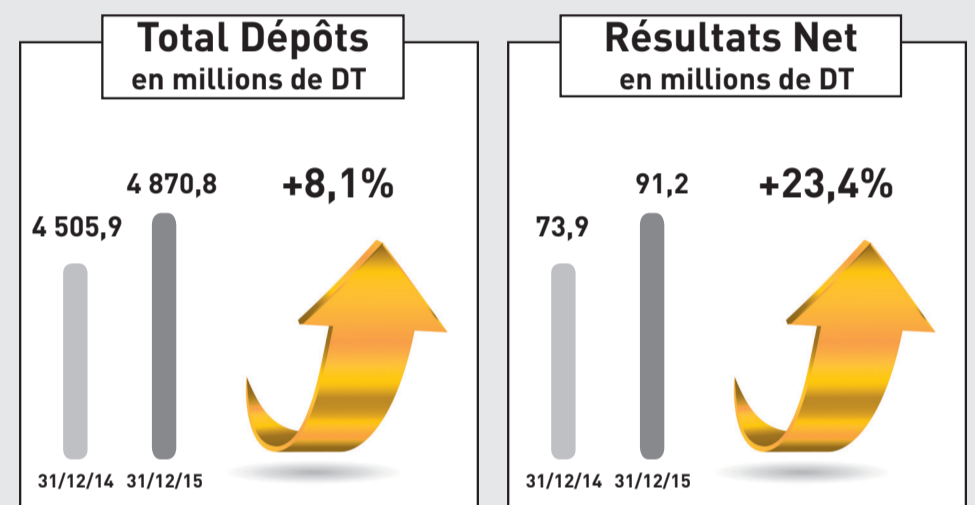 Total Dépôts
en millions de DT
4 870,8
+8,1%
4 505,9
31/12/14 31/12/15
Résultats Net
en millions de DT
91,2
+23,4%
73,9
31/12/14 31/12/15